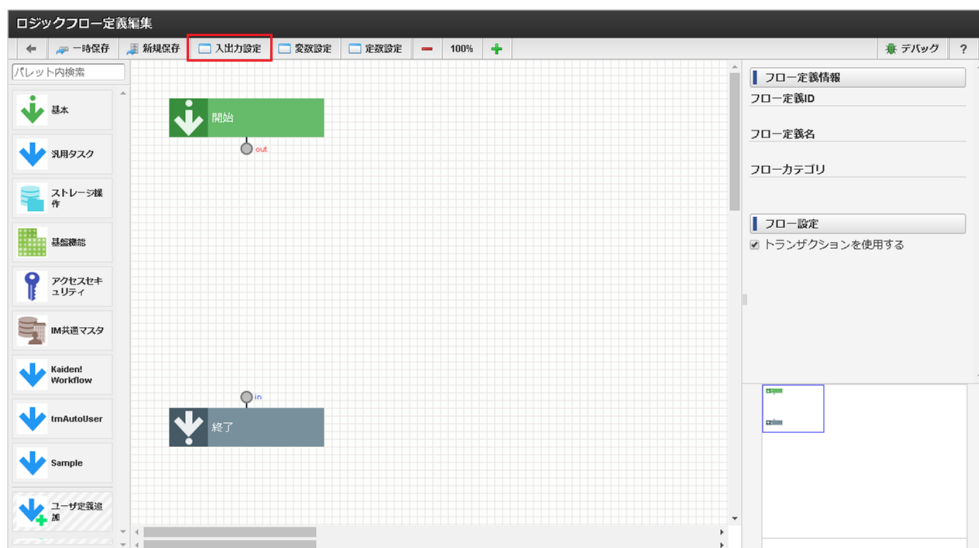 ロジックフロー定義編集
一時保存 新規保存 入出力設定 変数設定 定数設定 100% デバッグ ?
パレット内検索
基本
汎用タスク
ストレージ操
作
基盤機能
アクセスセキ
ュリティ
IM共通マスタ
Kaiden!
Workflow
ImAutoUser
Sample
ユーザ定義追
加
開始
out
in
終了
フロー定義情報
フロー定義ID
フロー定義名
フローカテゴリ
フロー設定
トランザクションを使用する